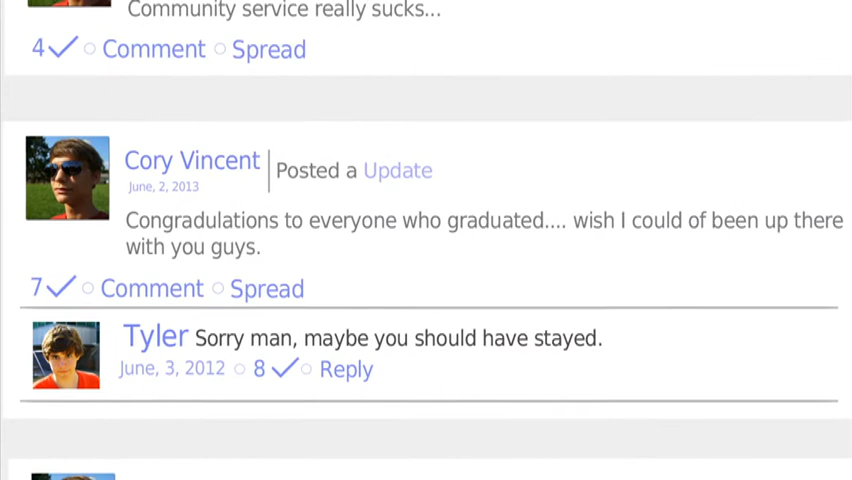 Community service really sucks...
4 Comment Spread
Cory Vincent Posted a Update
June, 2, 2013
Congradulations to everyone who graduated.... wish I could of been up there
with you guys.
7 Comment Spread
Tyler Sorry man, maybe you should have stayed.
June, 3, 2012 8 Reply